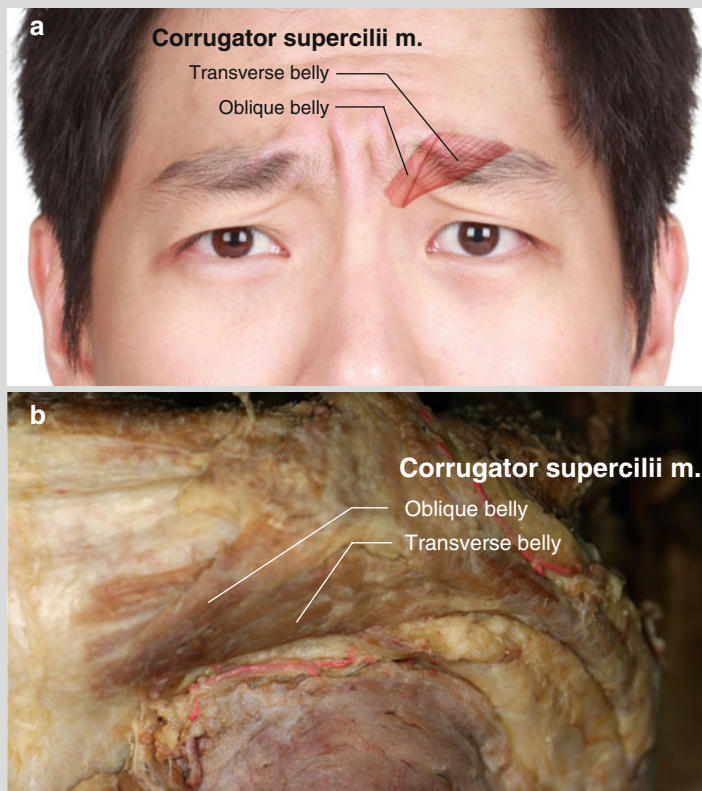 a
Corrugator supercilii m.
Transverse belly
Oblique belly
b
Corrugator supercilii m.
Oblique belly
Transverse belly